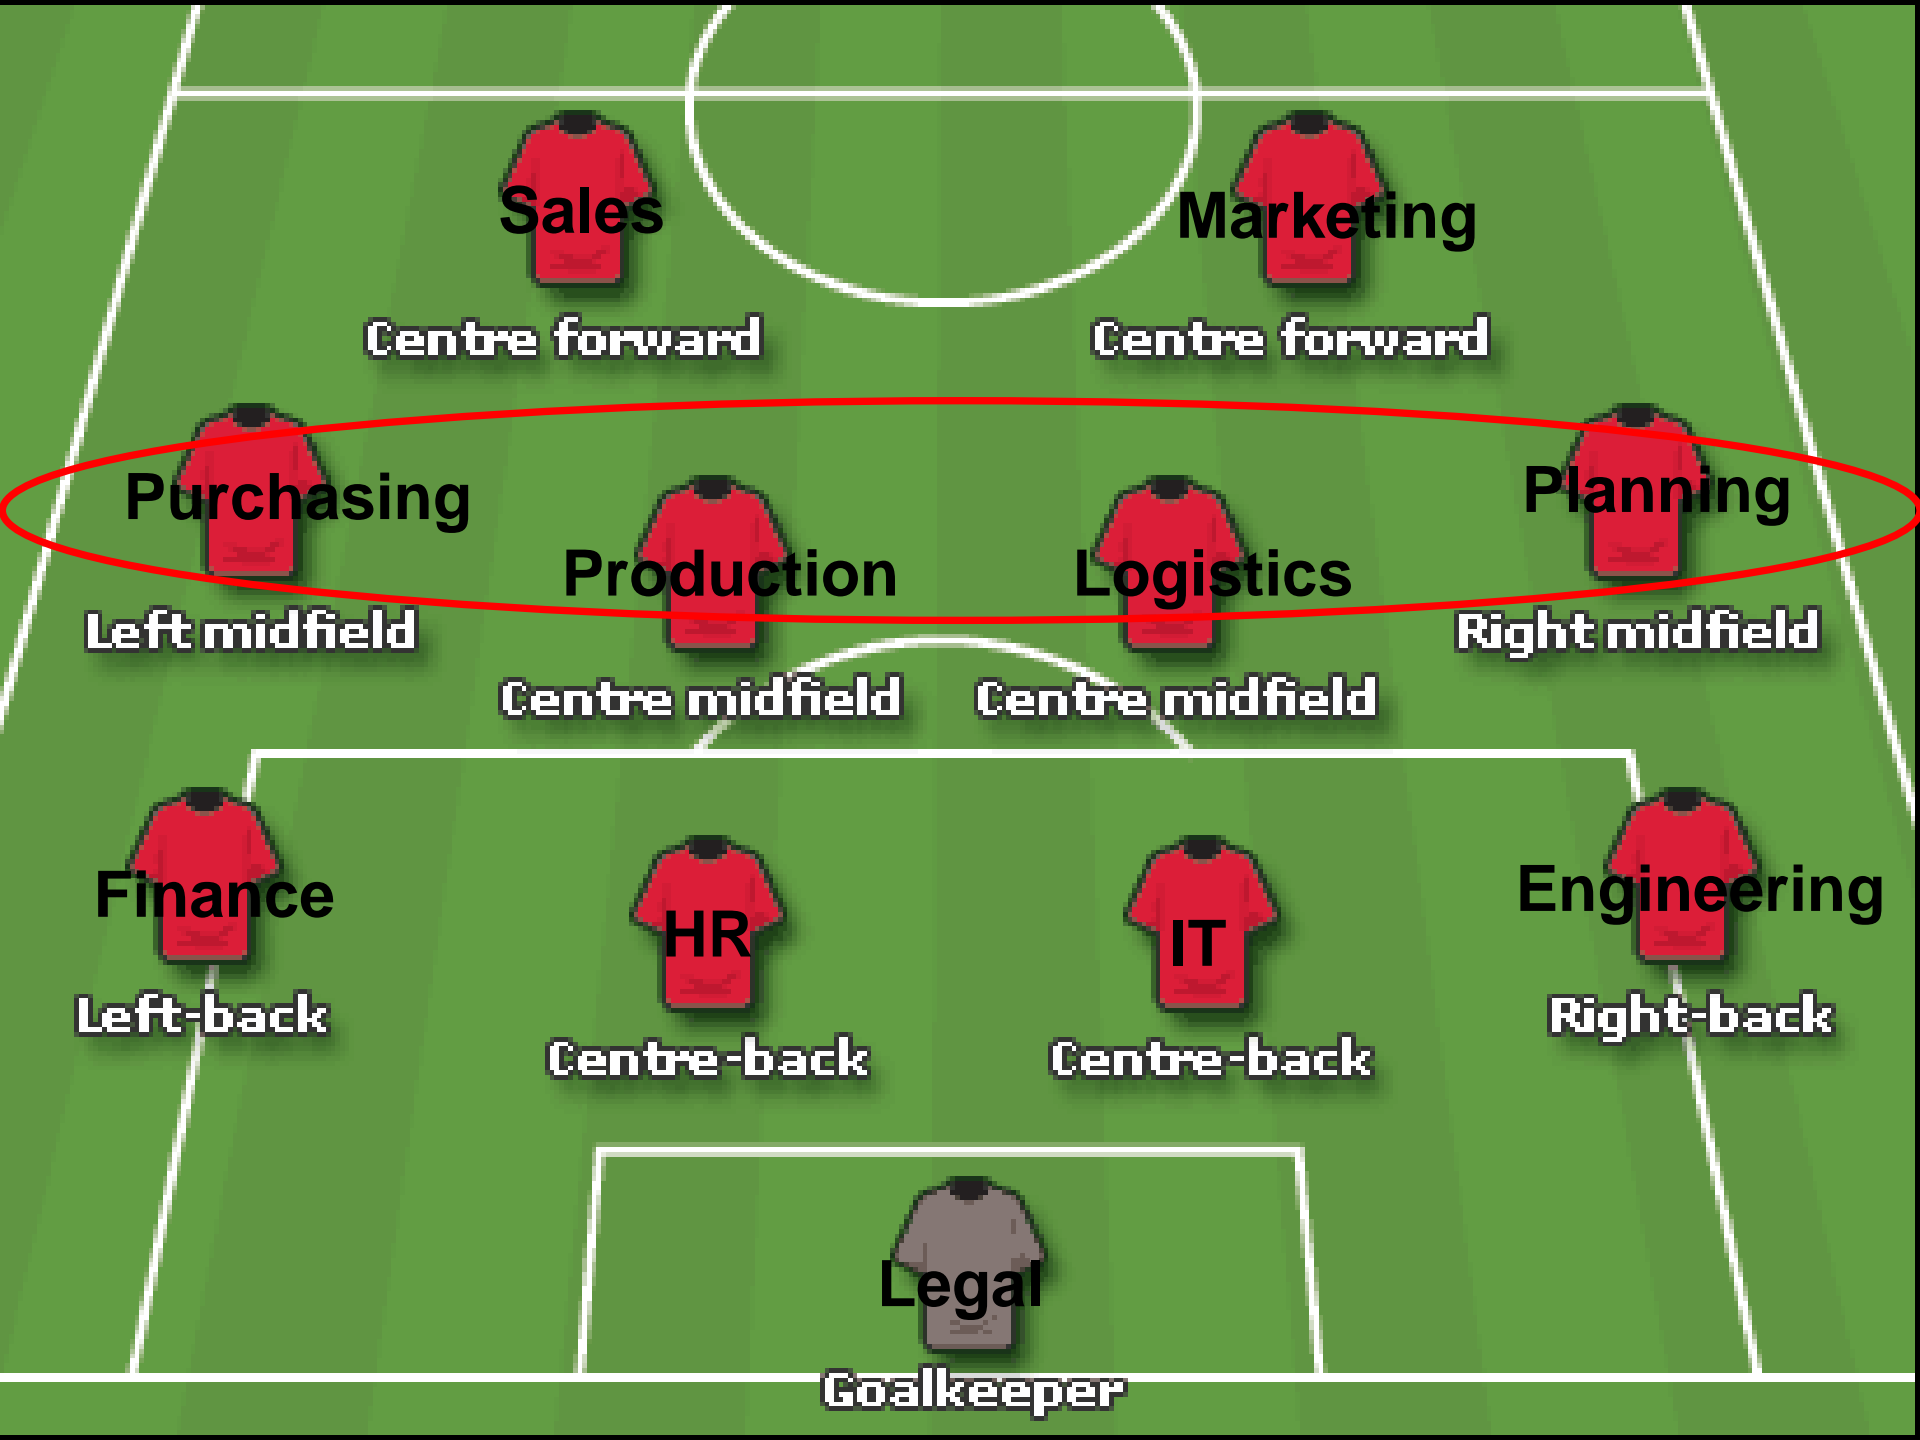 Sales
Marketing
Centre forward
Centre forward
Purchasing
Planning
Production
Logistics
Left midfield
Right midfield
Centre midfield
Centre midfield
Finance
Engineering
HR
IT
Left-back
Right-back
Centre-back
Centre-back
Legal
Goalkeeper